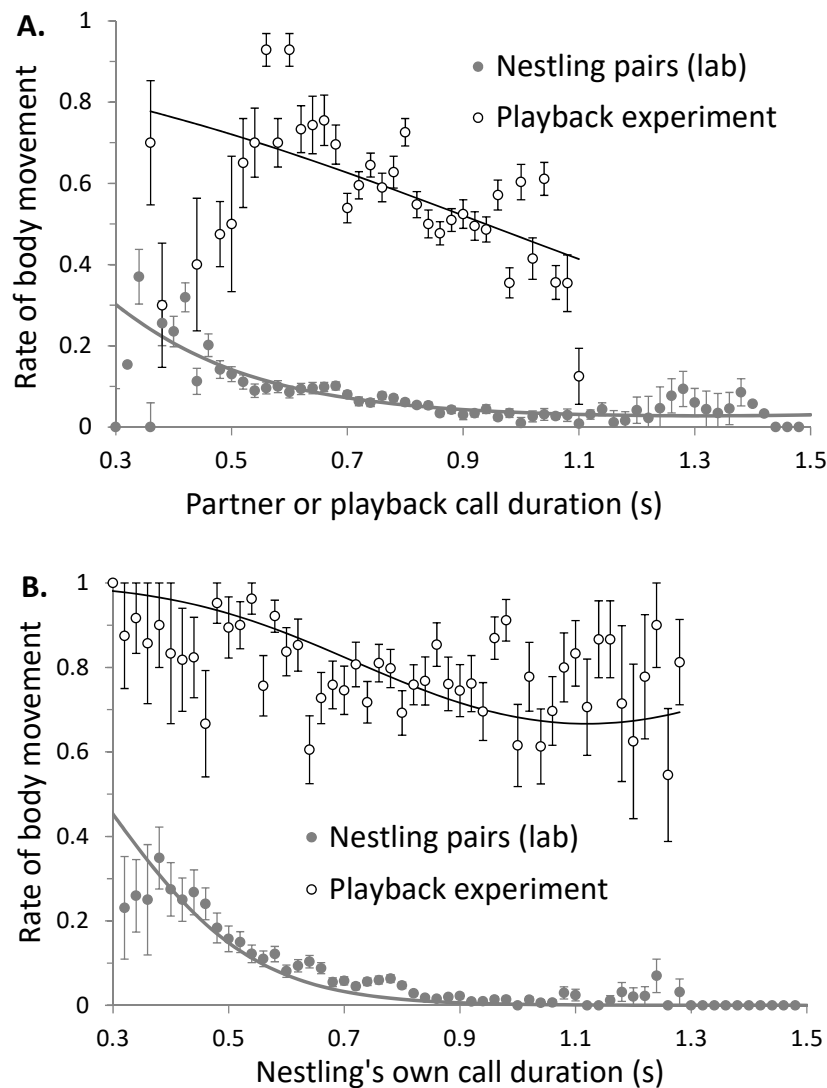 A.
Rate of body movement
1
0.8
0.6
0.4
0.2
0
Nestling pairs (lab)
Playback experiment
0.3 0.5 0.7 0.9 1.1 1.3 1.5
Partner or playback call duration (s)
B.
Rate of body movement
1
0.8
0.6
0.4
0.2
0
Nestling pairs (lab)
Playback experiment
0.3 0.5 0.7 0.9 1.1 1.3 1.5
Nestling's own call duration (s)